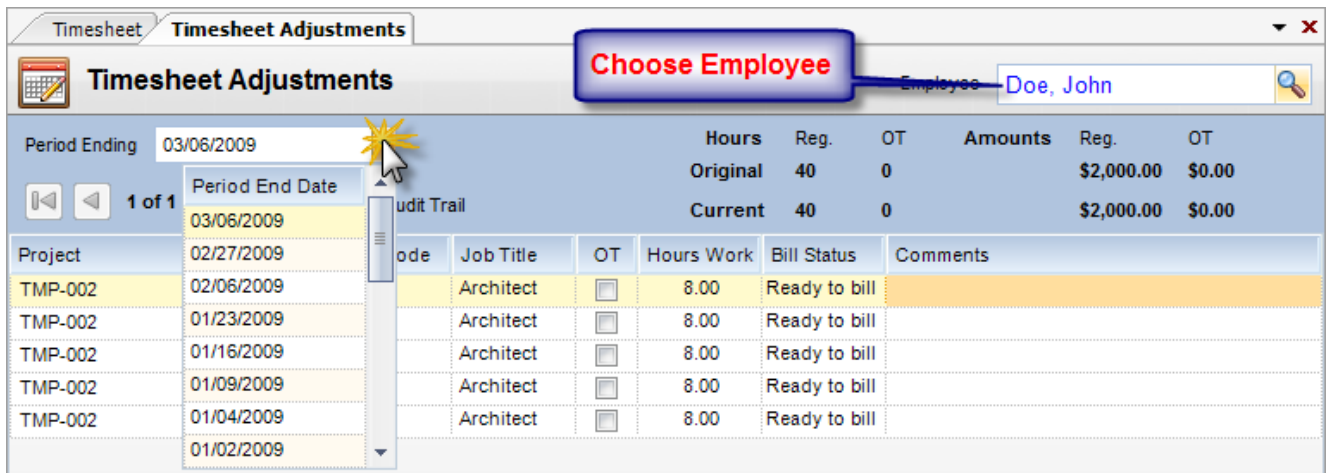 Timesheet Timesheet Adjustments
Timesheet Adjustments Choose Employee Employee Doe, John
Period Ending 03/06/2009 Hours Reg. OT Amounts Reg. OT
Original 40 0 $2,000.00 $0.00
1 of 1 udit Trail Current 40 0 $2,000.00 $0.00
Period End Date
03/06/2009
02/27/2009
02/06/2009
01/23/2009
01/16/2009
01/09/2009
01/04/2009
01/02/2009
Project ode Job Title OT Hours Work Bill Status Comments
TMP-002 Architect 8.00 Ready to bill
TMP-002 Architect 8.00 Ready to bill
TMP-002 Architect 8.00 Ready to bill
TMP-002 Architect 8.00 Ready to bill
TMP-002 Architect 8.00 Ready to bill